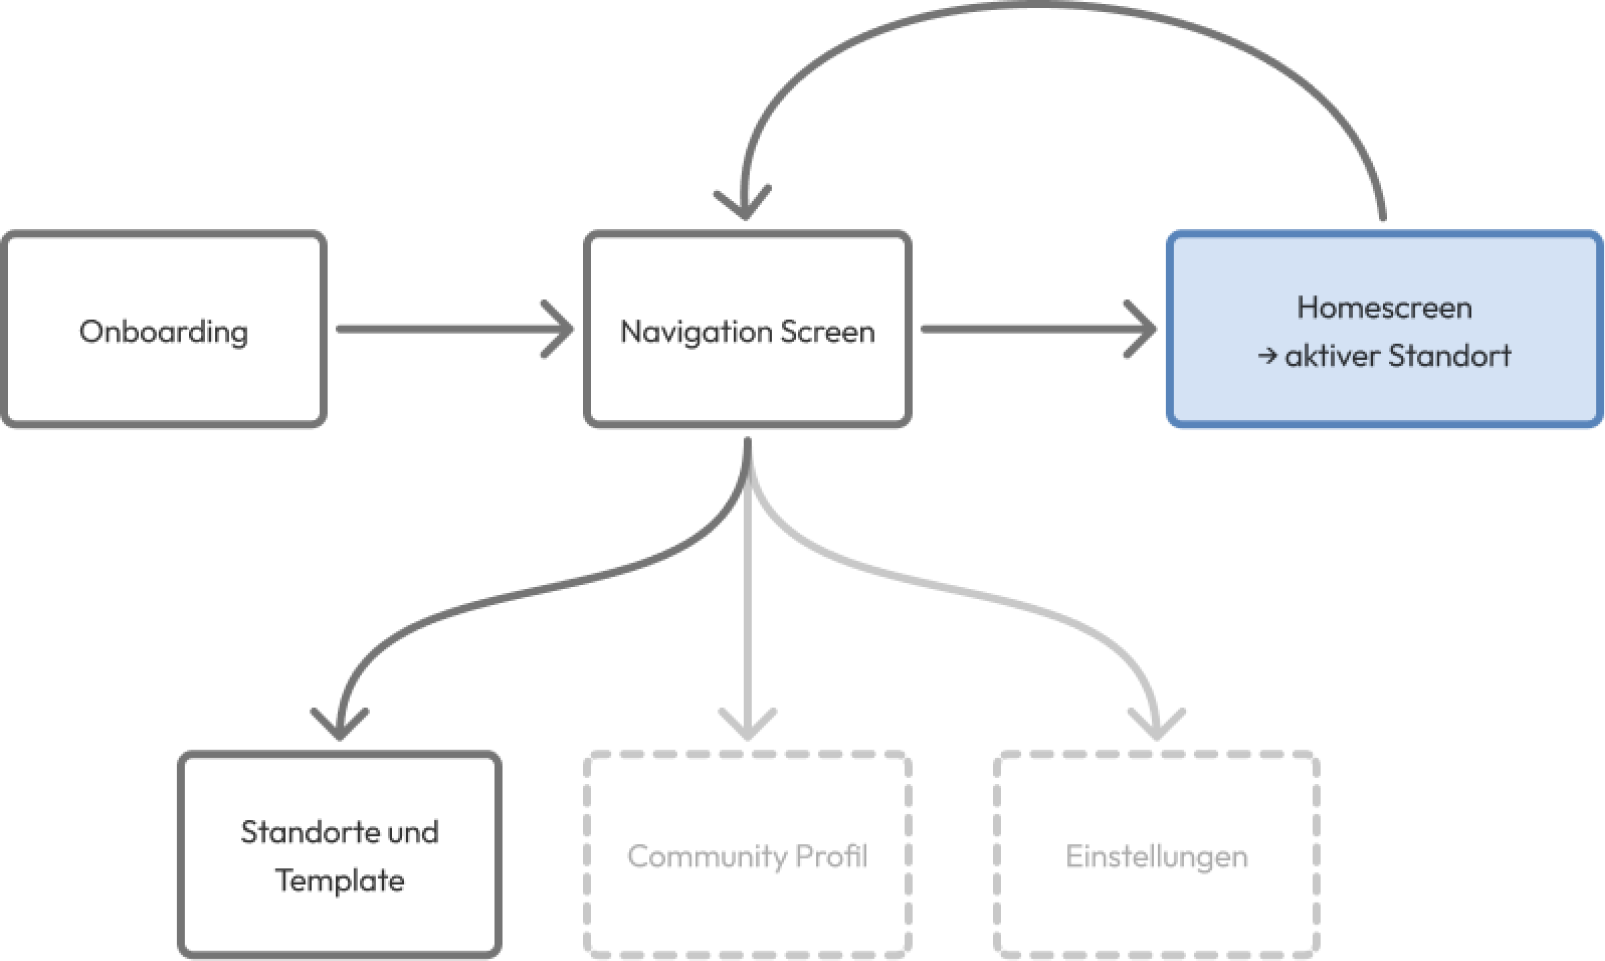 Onboarding
Navigation Screen
Homescreen
→ aktiver Standort
Standorte und
Template
Community Profil
Einstellungen